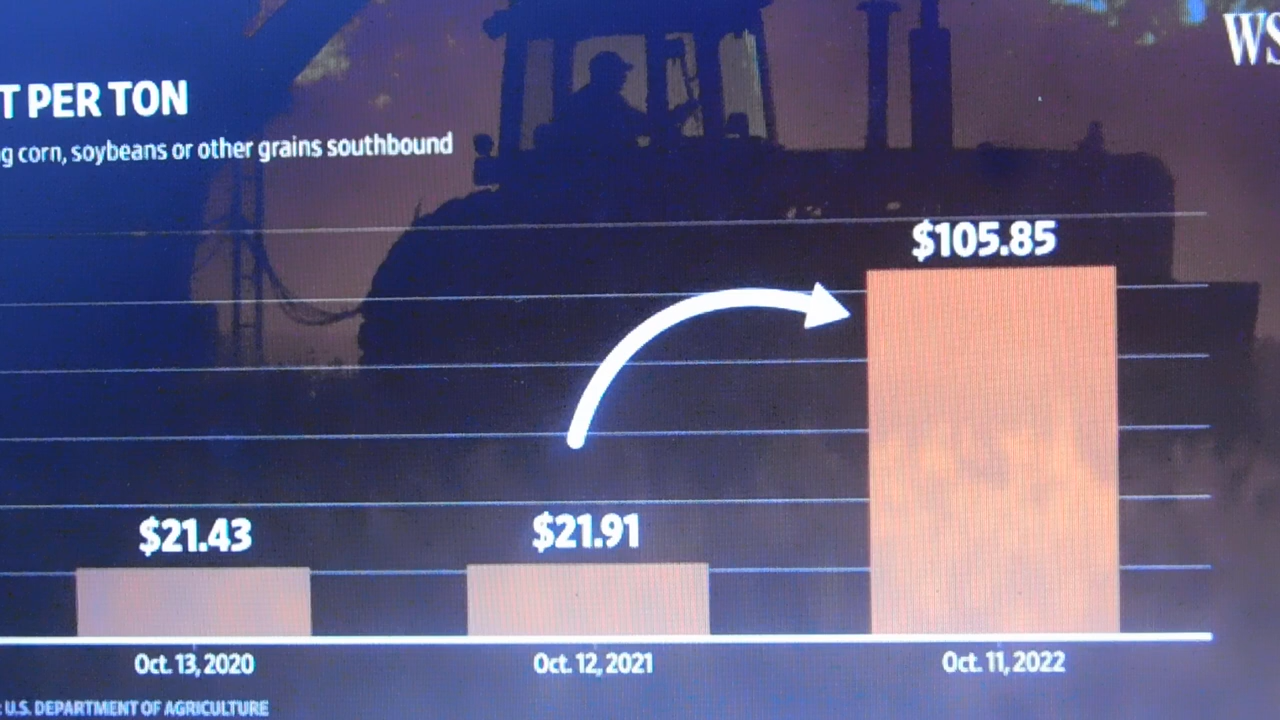 WS
T PER TON
g corn, soybeans or other grains southbound
$105.85
$21.43
$21.91
Oct. 13, 2020
Oct. 12, 2021
Oct. 11, 2022
: U.S. DEPARTMENT OF AGRICULTURE